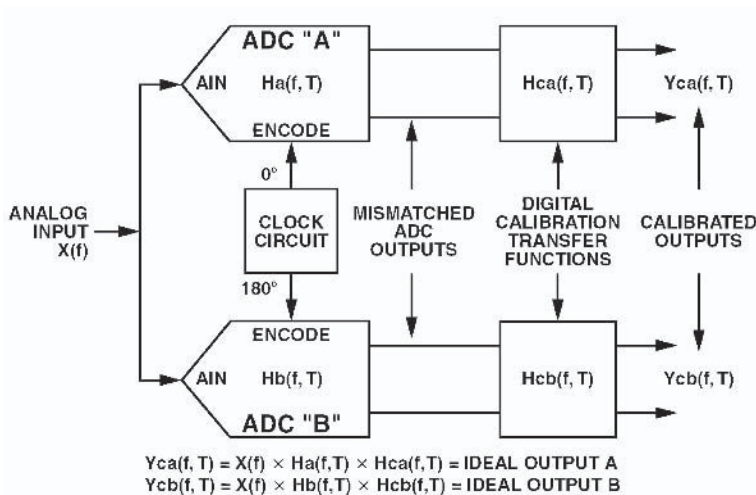 ADC "A"
AIN
Ha(f, T)
ENCODE
Hca(f, T)
Yca(f, T)
0°
ANALOG
INPUT
X(f)
CLOCK
CIRCUIT
MISMATCHED
ADC
OUTPUTS
DIGITAL
CALIBRATION
TRANSFER
FUNCTIONS
CALIBRATED
OUTPUTS
180°
ENCODE
AIN
Hb(f, T)
ADC "B"
Hcb(f, T)
Ycb(f, T)
Yca(f, T) = X(f) × Ha(f,T) × Hca(f,T) = IDEAL OUTPUT A
Ycb(f, T) = X(f) × Hb(f,T) × Hcb(f,T) = IDEAL OUTPUT B